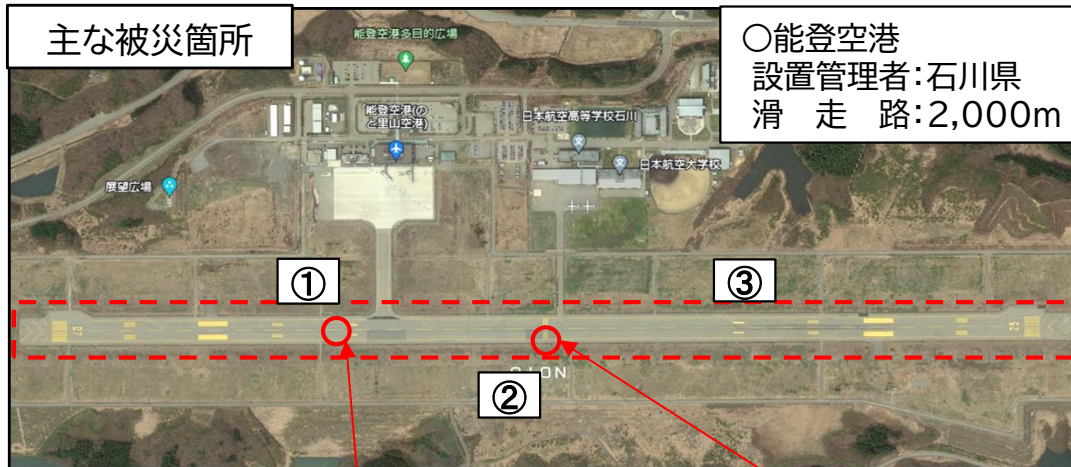 主な被災箇所
○能登空港
設置管理者:石川県
滑 走 路:2,000m
能登空港多目的広場
能登空港(の
と里山空港)
日本航空高等学校石川
日本航空大学校
展望広場
①
③
07
25
②